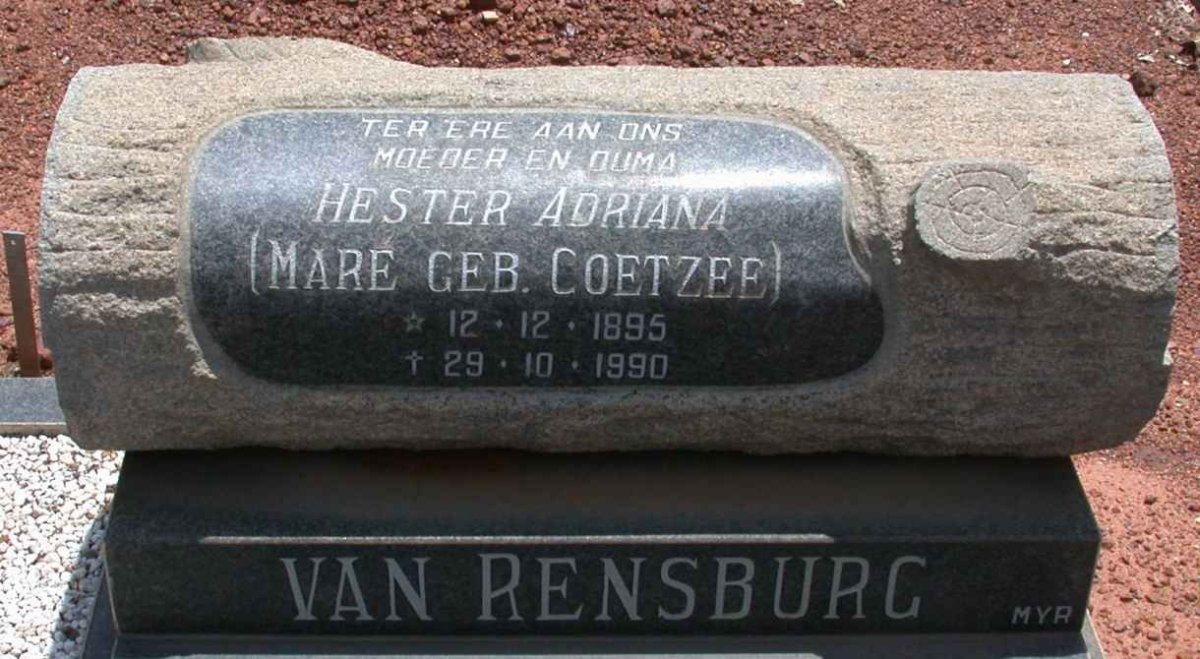 TER ERE AAN ONS
MOEDER EN OUMA
HESTER ADRIANA
(MARÉ GEB. COETZEE)
☆ 12 · 12 · 1895
† 29 · 10 · 1990
VAN RENSBURG
MYR